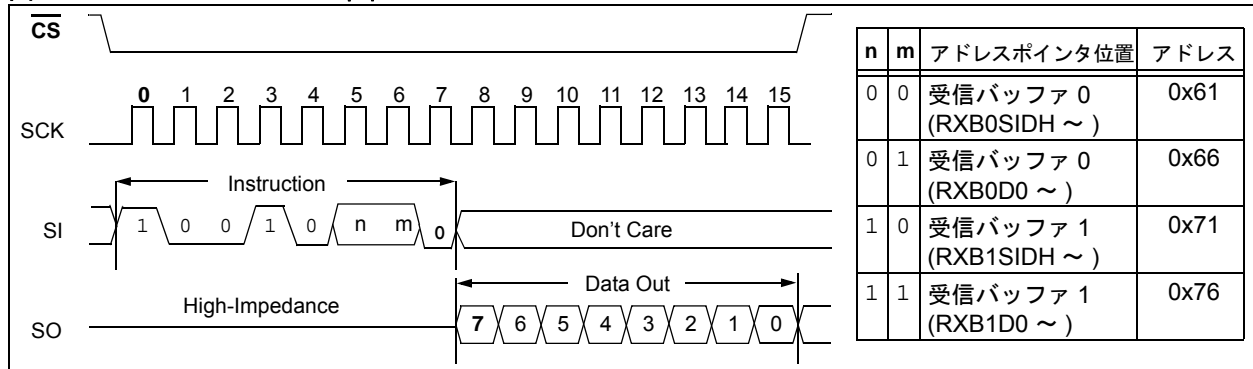 CS
0 1 2 3 4 5 6 7 8 9 10 11 12 13 14 15
SCK
Instruction
SI 1 0 0 1 0 n m 0 Don't Care
Data Out
High-Impedance
SO 7 6 5 4 3 2 1 0
n m アドレスポインタ位置 アドレス
0 0 受信バッファ 0 0x61
(RXB0SIDH ～ )
0 1 受信バッファ 0 0x66
(RXB0D0 ～ )
1 0 受信バッファ 1 0x71
(RXB1SIDH ～ )
1 1 受信バッファ 1 0x76
(RXB1D0 ～ )